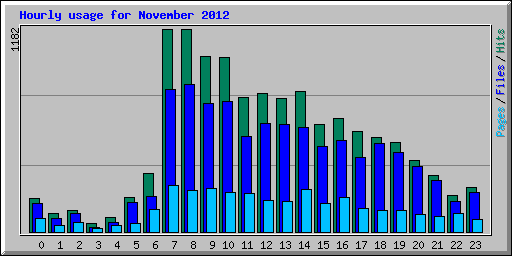 Hourly usage for November 2012
1182
Pages/Files/Hits
0 1 2 3 4 5 6 7 8 9 10 11 12 13 14 15 16 17 18 19 20 21 22 23